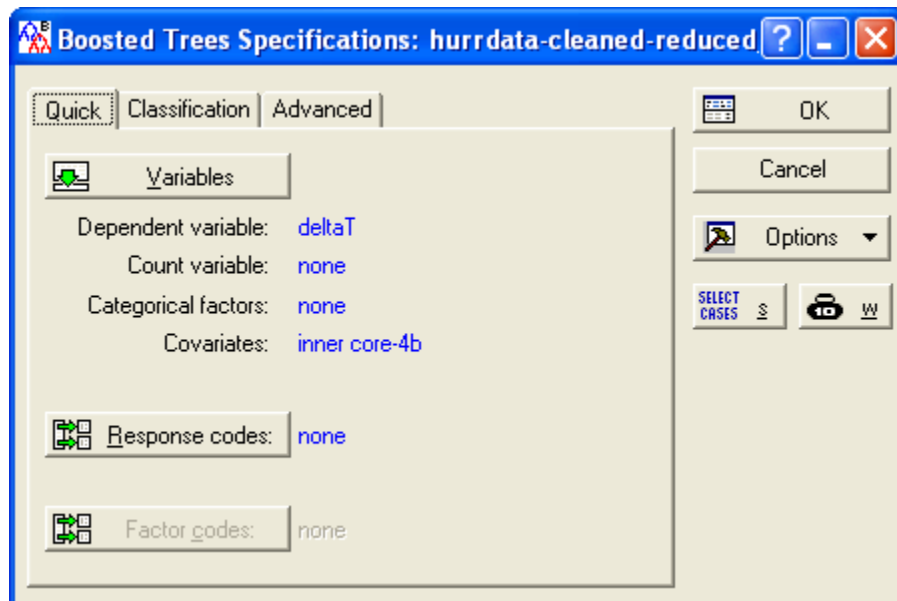 Boosted Trees Specifications: hurrdata-cleaned-reduced
Quick Classification Advanced
OK
Variables
Cancel
Dependent variable: deltaT
Options
Count variable: none
Categorical factors: none
SELECT CASES S W
Covariates: inner core-4b
Response codes: none
Factor codes: none